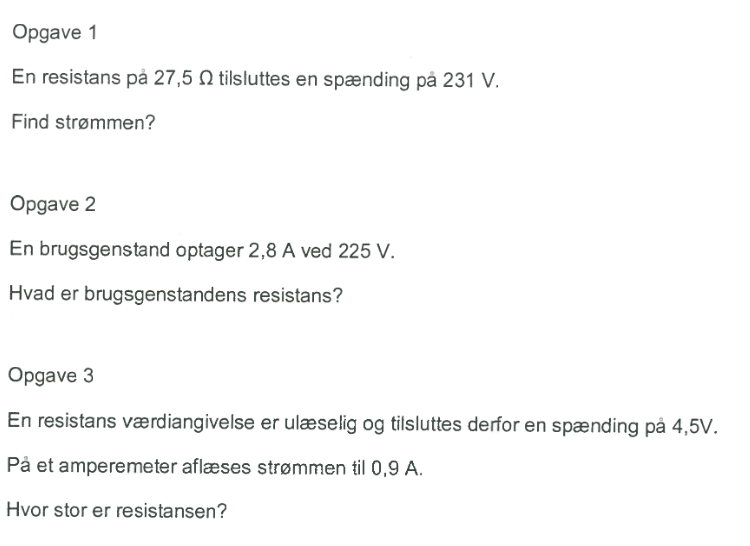 Opgave 1
En resistans på 27,5 Ω tilsluttes en spænding på 231 V.
Find strømmen?
Opgave 2
En brugsgenstand optager 2,8 A ved 225 V.
Hvad er brugsgenstandens resistans?
Opgave 3
En resistans værdiangivelse er ulæselig og tilsluttes derfor en spænding på 4,5V.
På et amperemeter aflæses strømmen til 0,9 A.
Hvor stor er resistansen?